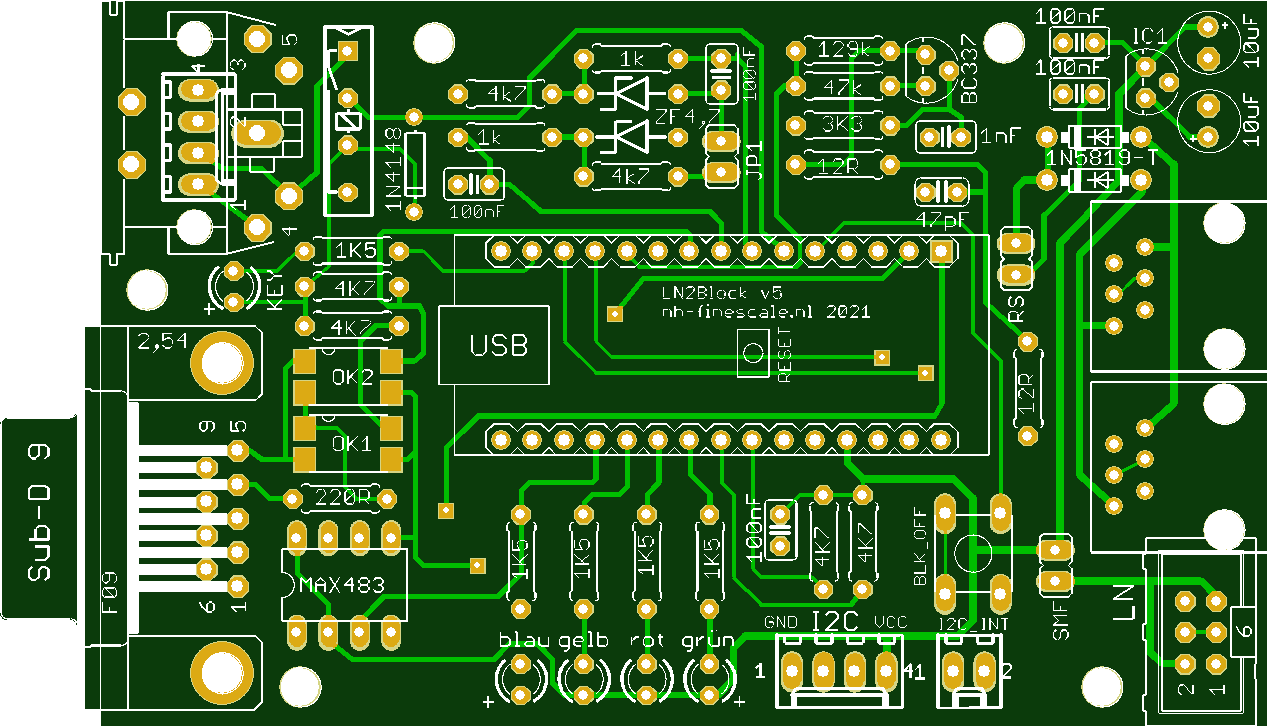 5
4
3
2
1
4
1N4148
1k
4k7
1k
4k7
100nF
ZF4,7
100nF
JP1
129k
47k
3K3
12R
BC337
1nF
47pF
100nF
100nF
IC1
10uF
10uF
1N5819-T
RS
KEY
+
1K5
4K7
4K7
2,54
OK2
OK1
220R
USB
LN2Block v5
nh-finescale.nl 2021
RESET
12R
Sub-D 9
F09
9
5
6
1
MAX483
1K5
1K5
1K5
1K5
100nF
4K7
4K7
BLK_OFF
SMF
LN
blau gelb rot grün
+
+
GND I2C VCC
1
4
I2C_INT
1
2
6
2
1